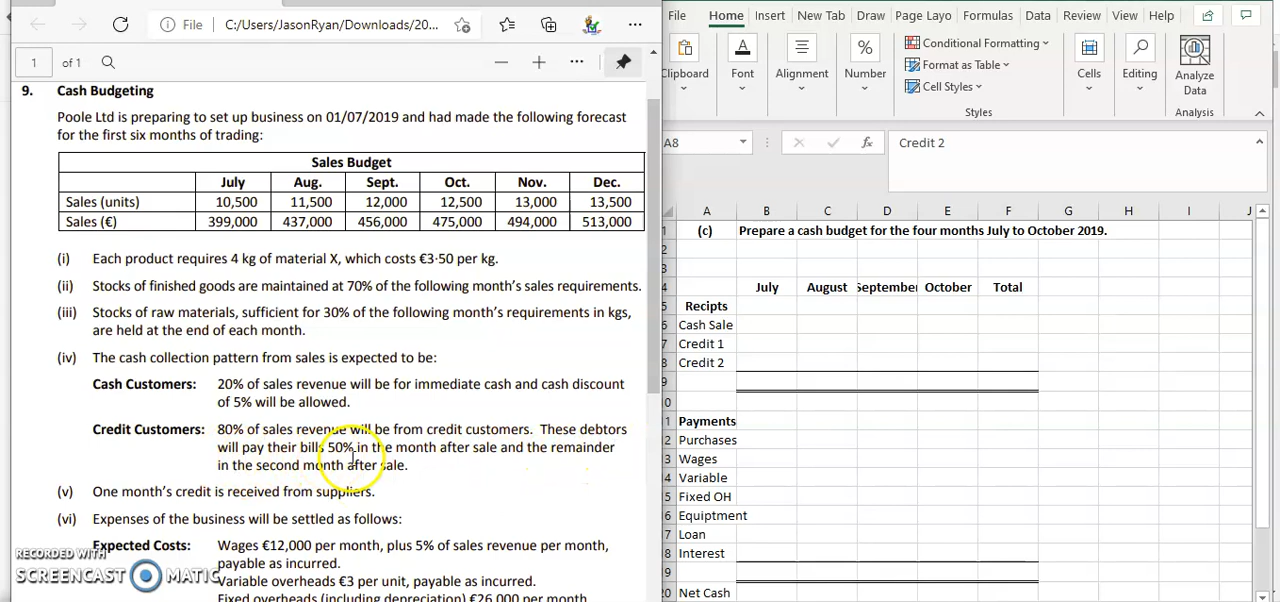 File C:/Users/JasonRyan/Downloads/20...
1 of 1
9. Cash Budgeting
Poole Ltd is preparing to set up business on 01/07/2019 and had made the following forecast
for the first six months of trading:
Sales Budget
July Aug. Sept. Oct. Nov. Dec.
Sales (units) 10,500 11,500 12,000 12,500 13,000 13,500
Sales (€) 399,000 437,000 456,000 475,000 494,000 513,000
(i) Each product requires 4 kg of material X, which costs €3·50 per kg.
(ii) Stocks of finished goods are maintained at 70% of the following month's sales requirements.
(iii) Stocks of raw materials, sufficient for 30% of the following month's requirements in kgs,
are held at the end of each month.
(iv) The cash collection pattern from sales is expected to be:
Cash Customers: 20% of sales revenue will be for immediate cash and cash discount
of 5% will be allowed.
Credit Customers: 80% of sales revenue will be from credit customers. These debtors
will pay their bills 50% in the month after sale and the remainder
in the second month after sale.
(v) One month's credit is received from suppliers.
(vi) Expenses of the business will be settled as follows:
Expected Costs: Wages €12,000 per month, plus 5% of sales revenue per month,
payable as incurred.
Variable overheads €3 per unit, payable as incurred.
Fixed overheads (including depreciation) €26,000 per month
RECORDED WITH
SCREENCAST MATIC
File Home Insert New Tab Draw Page Layo Formulas Data Review View Help
Clipboard
Font
Alignment
Number
Conditional Formatting
Format as Table
Cell Styles
Styles
Cells
Editing
Analyze
Data
Analysis
A8 fx Credit 2
A B C D E F G H I J
1 (c) Prepare a cash budget for the four months July to October 2019.
2
3
4 July August September October Total
5 Recipts
6 Cash Sale
7 Credit 1
8 Credit 2
9
10
11 Payments
12 Purchases
13 Wages
14 Variable
15 Fixed OH
16 Equiptment
17 Loan
18 Interest
19
20 Net Cash